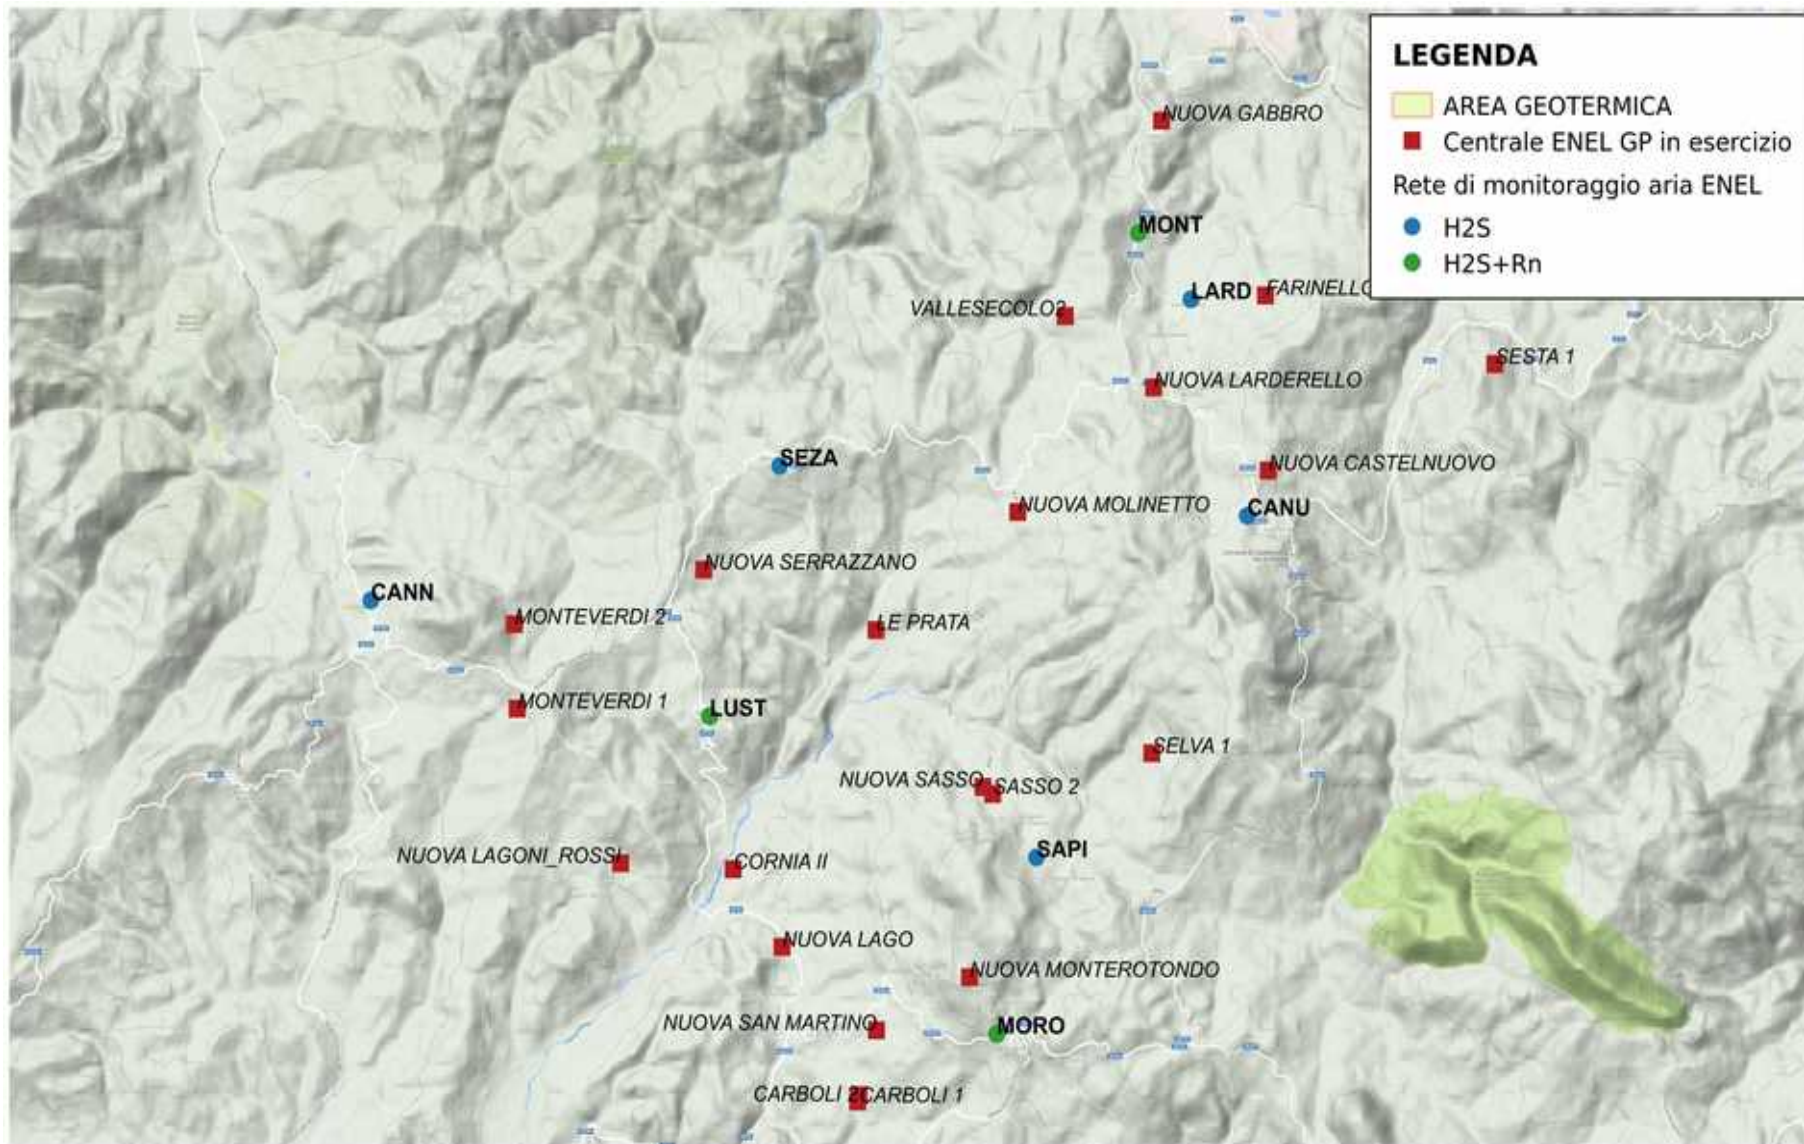 LEGENDA
AREA GEOTERMICA
Centrale ENEL GP in esercizio
Rete di monitoraggio aria ENEL
H2S
H2S+Rn
NUOVA GABBRO
MONT
LARD
FARINELLO
VALLESECOLO2
SESTA 1
NUOVA LARDERELLO
SEZA
NUOVA CASTELNUOVO
NUOVA MOLINETTO
CANU
NUOVA SERRAZZANO
CANN
MONTEVERDI 2
LE PRATA
MONTEVERDI 1
LUST
SELVA 1
NUOVA SASSO
SASSO 2
SAPI
NUOVA LAGONI_ROSSI
CORNIA II
NUOVA LAGO
NUOVA MONTEROTONDO
NUOVA SAN MARTINO
MORO
CARBOLI 2
CARBOLI 1